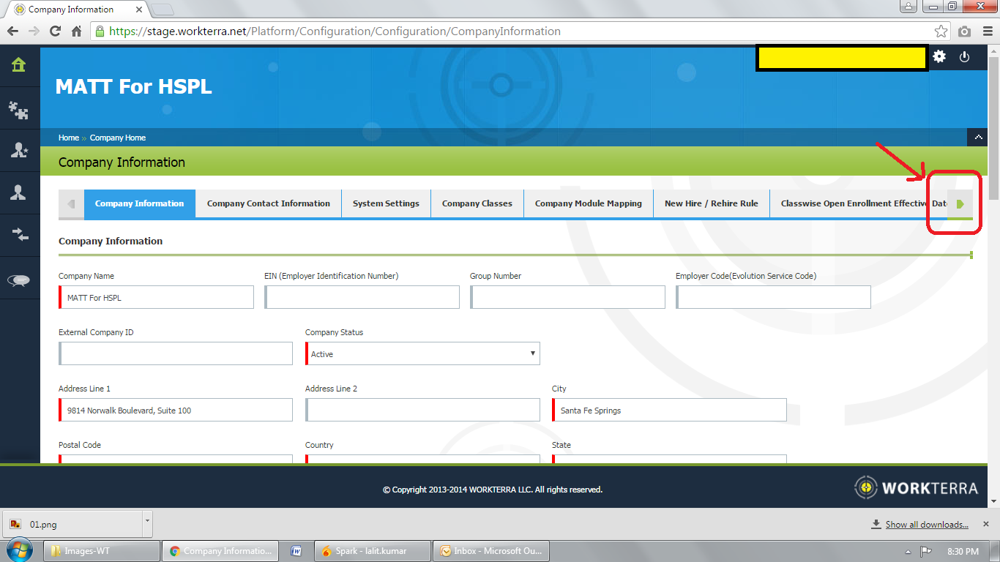 Company Information
https://stage.workterra.net/Platform/Configuration/Configuration/CompanyInformation
MATT For HSPL
Home » Company Home
Company Information
Company Information Company Contact Information System Settings Company Classes Company Module Mapping New Hire / Rehire Rule Classwise Open Enrollment Effective Dat
Company Information
Company Name EIN (Employer Identification Number) Group Number Employer Code(Evolution Service Code)
MATT For HSPL
External Company ID Company Status
Active
Address Line 1 Address Line 2 City
9814 Norwalk Boulevard, Suite 100 Santa Fe Springs
Postal Code Country State
© Copyright 2013-2014 WORKTERRA LLC. All rights reserved.
WORKTERRA
01.png
Show all downloads...
Images-WT Company Informatio... Spark - lalit.kumar Inbox - Microsoft Ou... 8:30 PM